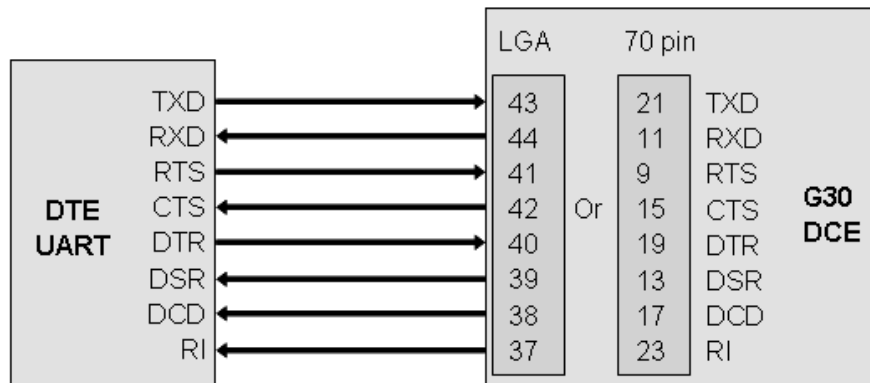 LGA 70 pin
TXD 43 21 TXD
RXD 44 11 RXD
RTS 41 9 RTS
CTS 42 15 CTS
DTR 40 19 DTR
DSR 39 13 DSR
DCD 38 17 DCD
RI 37 23 RI
DTE
UART
Or
G30
DCE